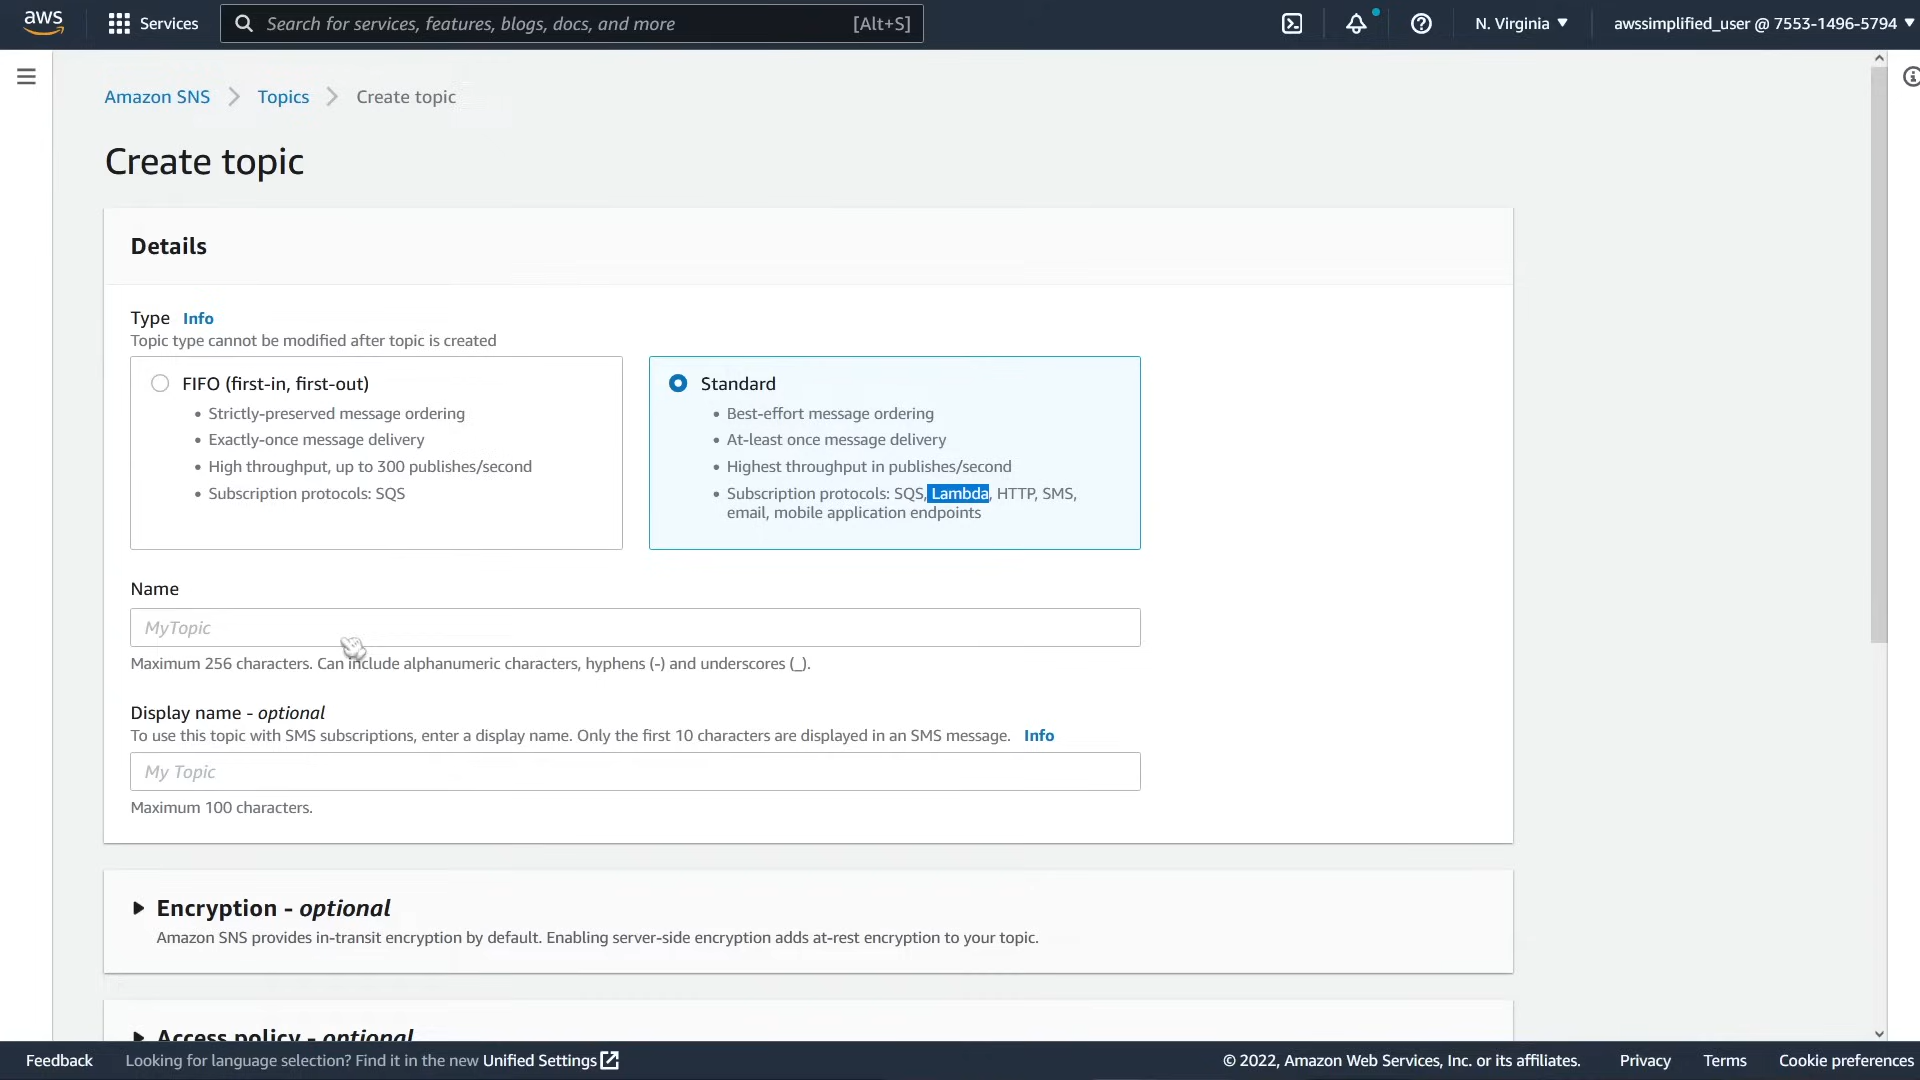 aws
Services
Search for services, features, blogs, docs, and more [Alt+S]
N. Virginia
awssimplified_user @ 7553-1496-5794
Amazon SNS
Topics
Create topic
Create topic
Details
Type Info
Topic type cannot be modified after topic is created
FIFO (first-in, first-out)
• Strictly-preserved message ordering
• Exactly-once message delivery
• High throughput, up to 300 publishes/second
• Subscription protocols: SQS
Standard
• Best-effort message ordering
• At-least once message delivery
• Highest throughput in publishes/second
• Subscription protocols: SQS, Lambda, HTTP, SMS,
email, mobile application endpoints
Name
MyTopic
Maximum 256 characters. Can include alphanumeric characters, hyphens (-) and underscores (_).
Display name - optional
To use this topic with SMS subscriptions, enter a display name. Only the first 10 characters are displayed in an SMS message. Info
My Topic
Maximum 100 characters.
Encryption - optional
Amazon SNS provides in-transit encryption by default. Enabling server-side encryption adds at-rest encryption to your topic.
Access policy - optional
Feedback
Looking for language selection? Find it in the new Unified Settings
© 2022, Amazon Web Services, Inc. or its affiliates.
Privacy
Terms
Cookie preferences